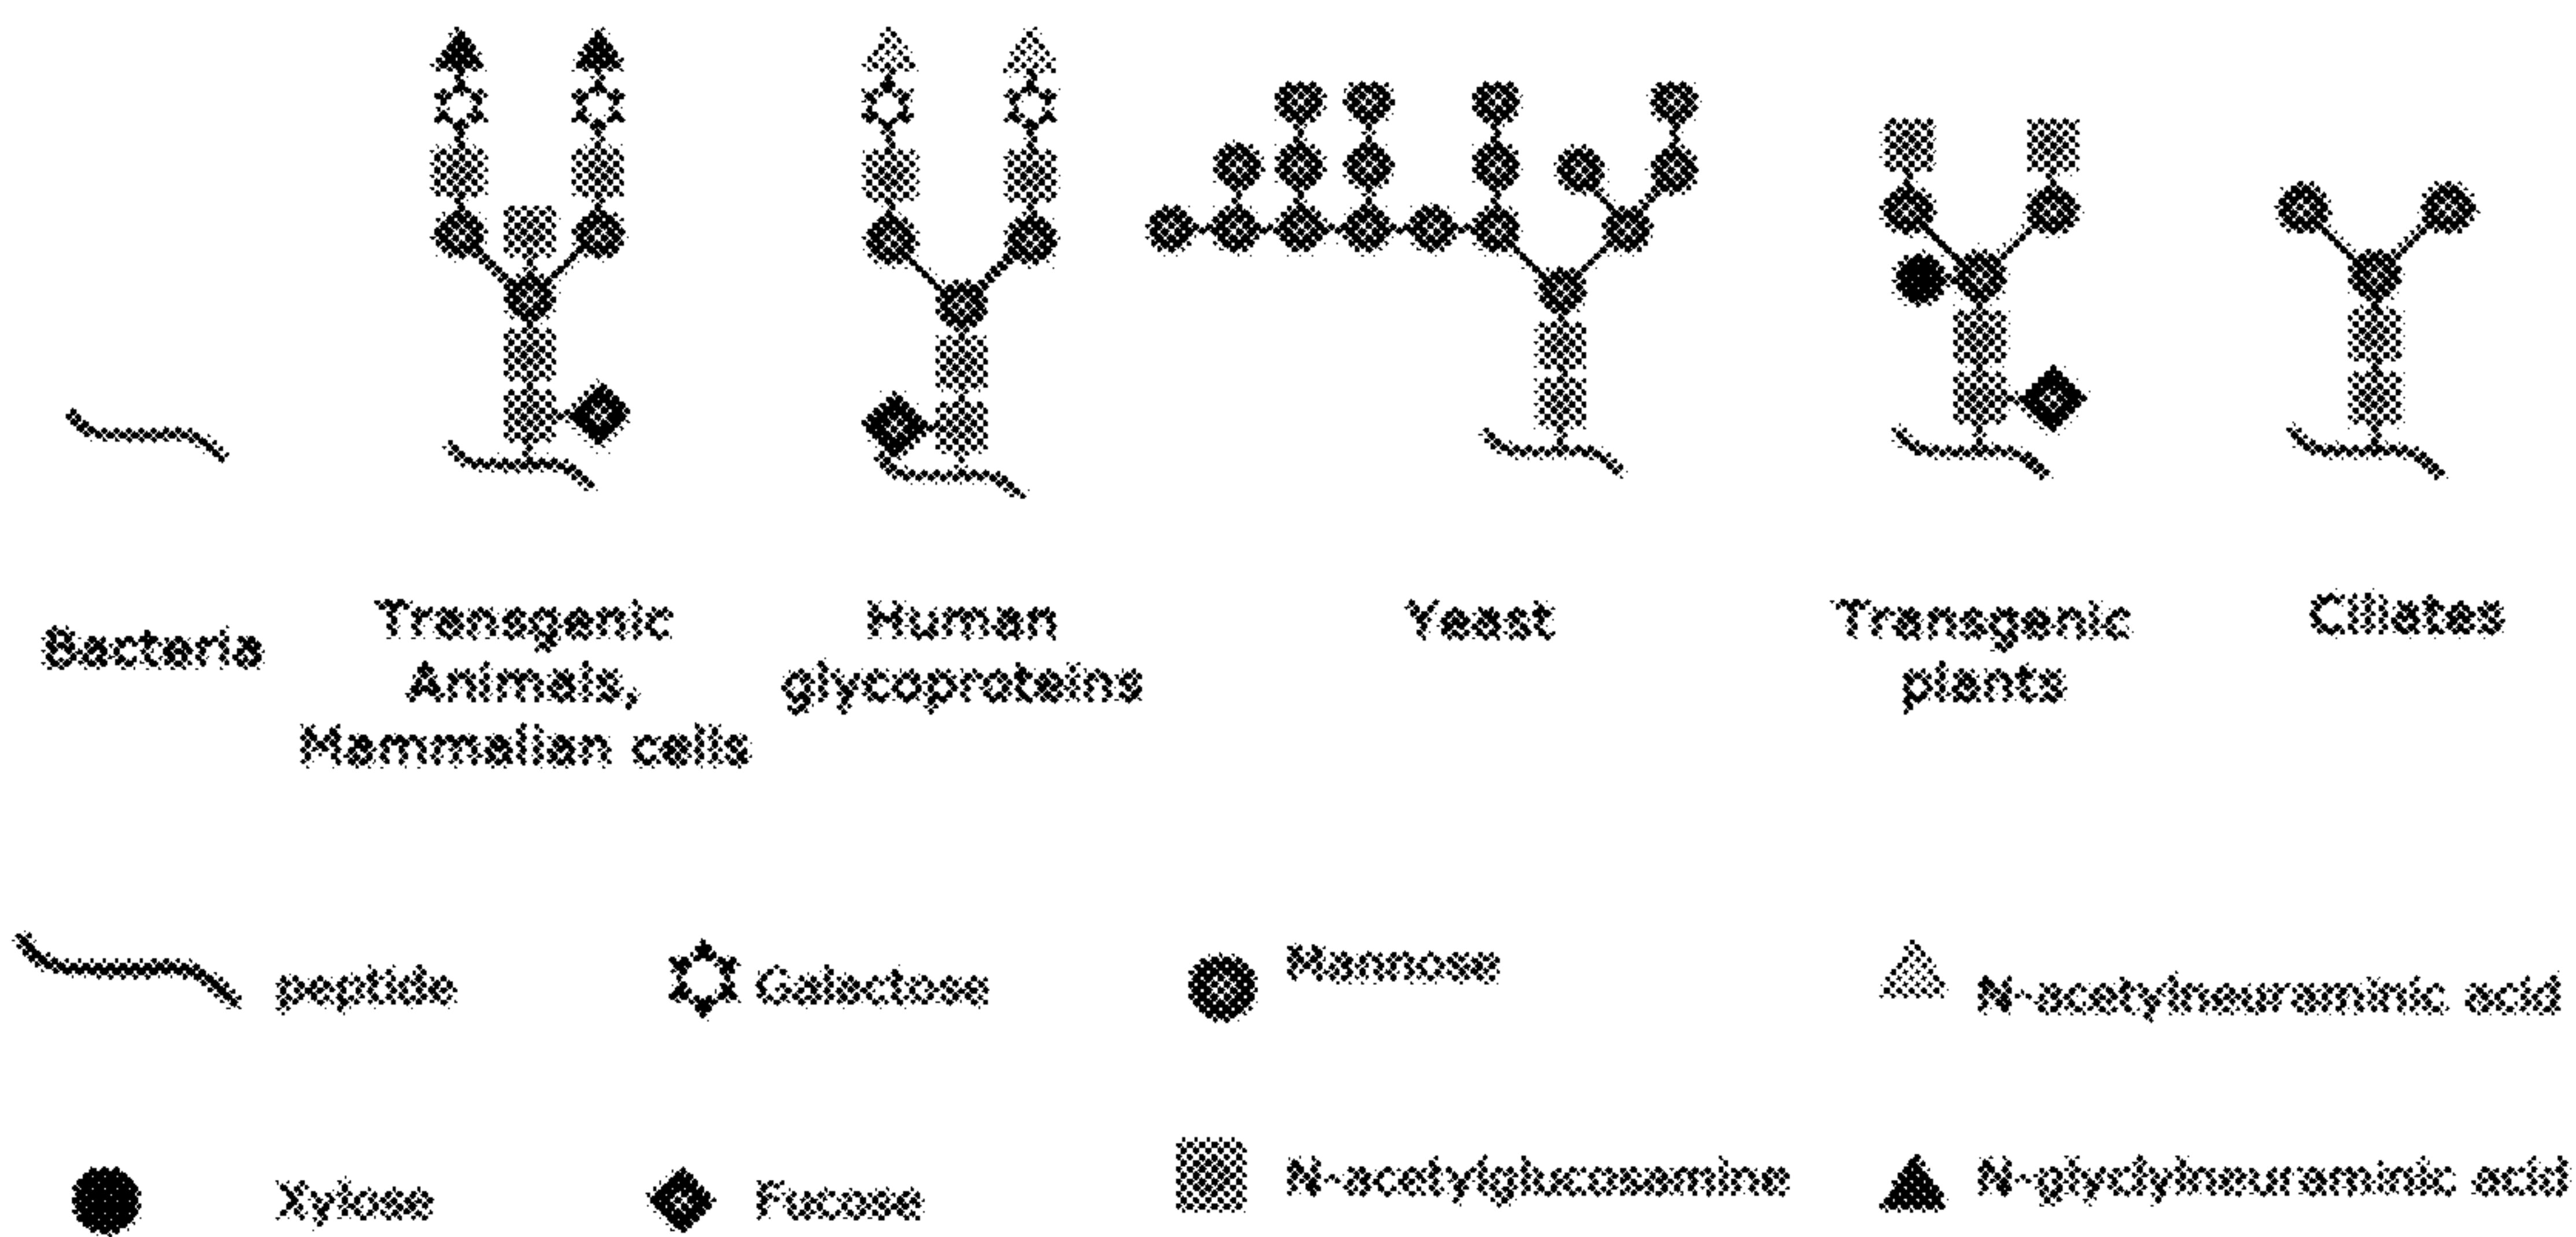 Bacteria
Transgenic
Animals,
Mammalian cells
Human
glycoproteins
Yeast
Transgenic
plants
Ciliates
peptide
Galactose
Mannose
N-acetylneuraminic acid
Xylose
Fucose
N-acetylglucosamine
N-glyclylneuraminic acid